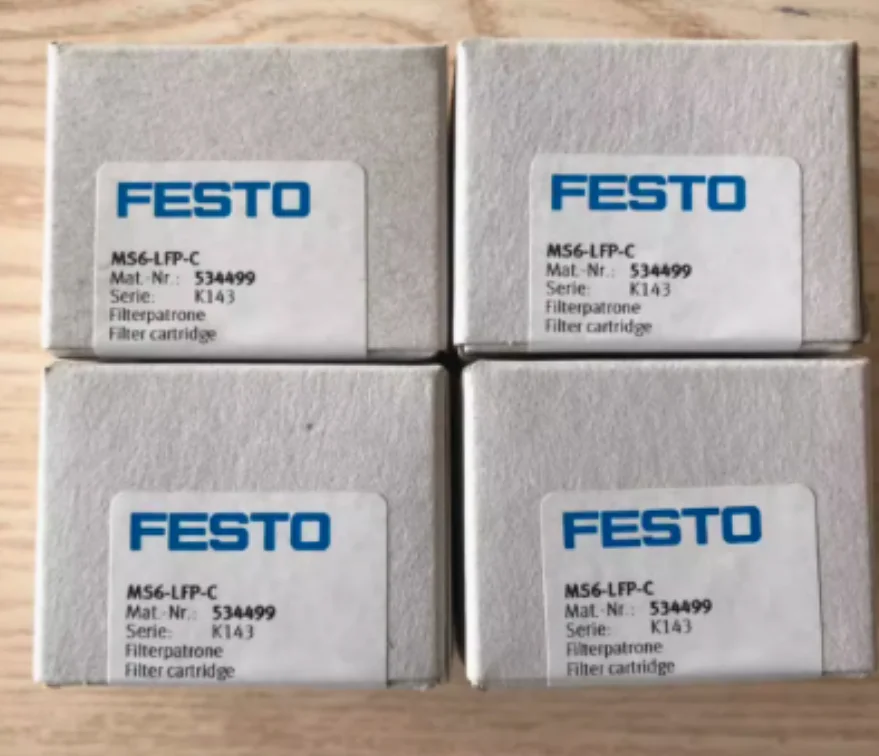 FESTO
MS6-LFP-C
Mat.-Nr.: 534499
Serie: K143
Filterpatrone
Filter cartridge
FESTO
MS6-LFP-C
Mat.-Nr.: 534499
Serie: K143
Filterpatrone
Filter cartridge
FESTO
MS6-LFP-C
Mat.-Nr.: 534499
Serie: K143
Filterpatrone
Filter cartridge
FESTO
MS6-LFP-C
Mat.-Nr.: 534499
Serie: K143
Filterpatrone
Filter cartridge